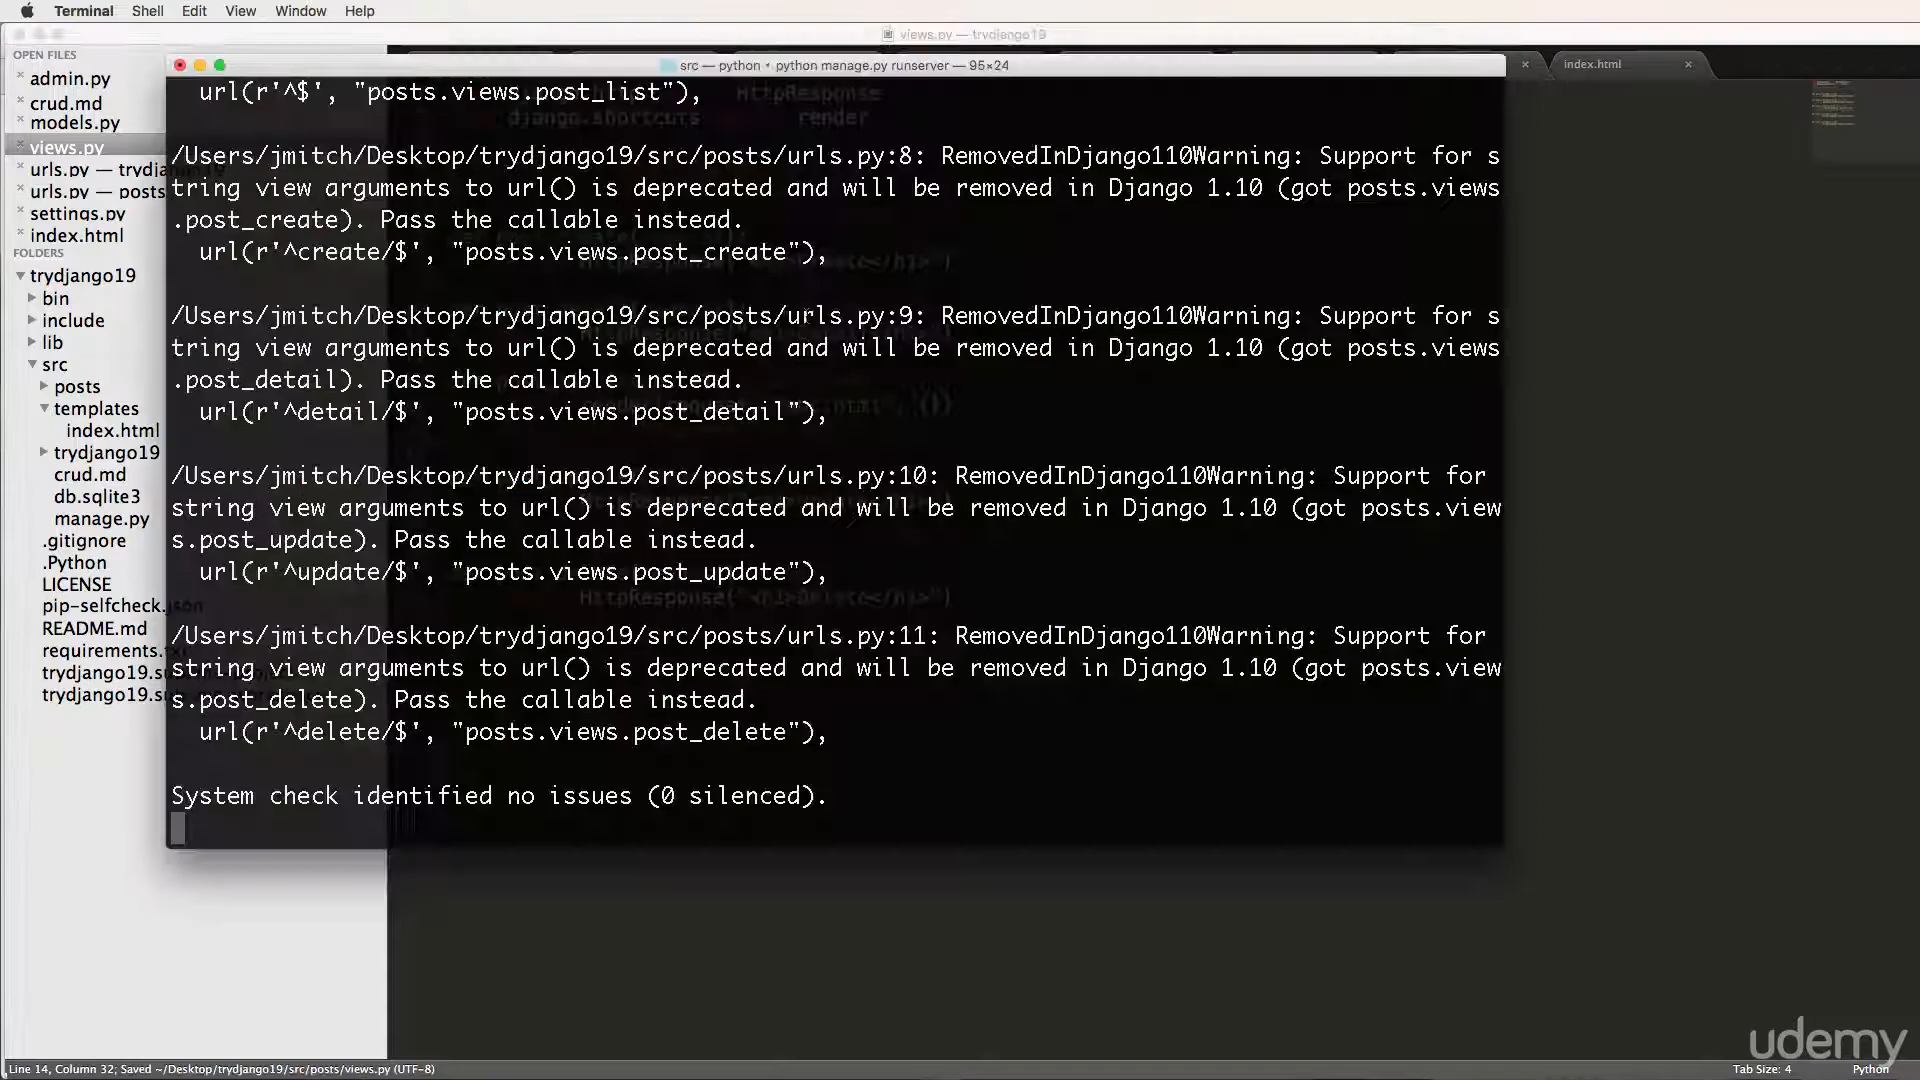 Terminal Shell Edit View Window Help
views.py — trydjango19
OPEN FILES
admin.py
crud.md
models.py
views.py
urls.py — trydjango19
urls.py — posts
settings.py
index.html
FOLDERS
trydjango19
bin
include
lib
src
posts
templates
index.html
trydjango19
crud.md
db.sqlite3
manage.py
.gitignore
.Python
LICENSE
pip-selfcheck.json
README.md
requirements.txt
trydjango19.su
trydjango19.su
src — python • python manage.py runserver — 95×24
index.html
url(r'^$', "posts.views.post_list"),
/Users/jmitch/Desktop/trydjango19/src/posts/urls.py:8: RemovedInDjango110Warning: Support for s
tring view arguments to url() is deprecated and will be removed in Django 1.10 (got posts.views
.post_create). Pass the callable instead.
url(r'^create/$', "posts.views.post_create"),
/Users/jmitch/Desktop/trydjango19/src/posts/urls.py:9: RemovedInDjango110Warning: Support for s
tring view arguments to url() is deprecated and will be removed in Django 1.10 (got posts.views
.post_detail). Pass the callable instead.
url(r'^detail/$', "posts.views.post_detail"),
/Users/jmitch/Desktop/trydjango19/src/posts/urls.py:10: RemovedInDjango110Warning: Support for
string view arguments to url() is deprecated and will be removed in Django 1.10 (got posts.view
s.post_update). Pass the callable instead.
url(r'^update/$', "posts.views.post_update"),
/Users/jmitch/Desktop/trydjango19/src/posts/urls.py:11: RemovedInDjango110Warning: Support for
string view arguments to url() is deprecated and will be removed in Django 1.10 (got posts.view
s.post_delete). Pass the callable instead.
url(r'^delete/$', "posts.views.post_delete"),
System check identified no issues (0 silenced).
HttpResponse
django.shortcuts render
HttpResponse("<h1>Delete</h1>")
udemy
Line 14, Column 32; Saved ~/Desktop/trydjango19/src/posts/views.py (UTF-8)
Tab Size: 4
Python